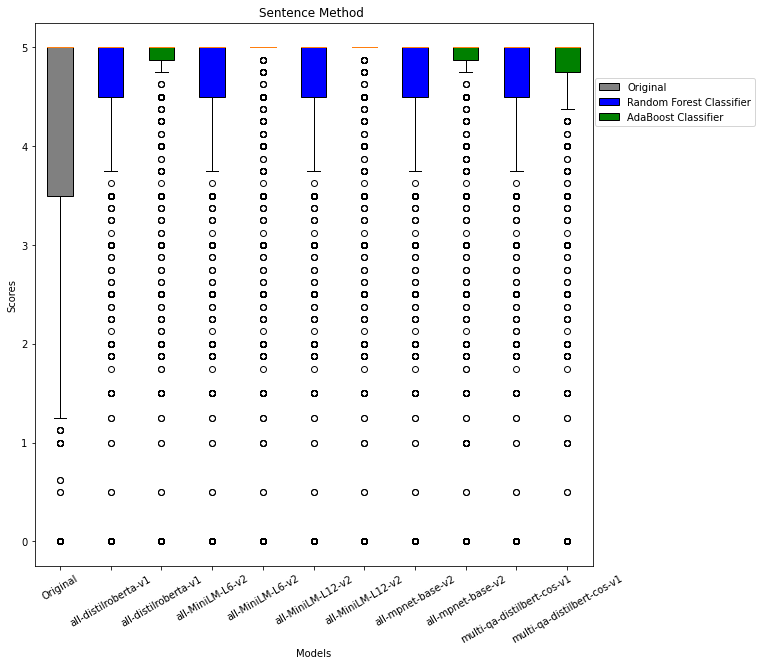 Sentence Method
5
4
3
2
1
0
Scores
Original
Random Forest Classifier
AdaBoost Classifier
Original
all-distilroberta-v1
all-distilroberta-v1
all-MiniLM-L6-v2
all-MiniLM-L6-v2
all-MiniLM-L12-v2
all-MiniLM-L12-v2
all-mpnet-base-v2
all-mpnet-base-v2
multi-qa-distilbert-cos-v1
multi-qa-distilbert-cos-v1
Models